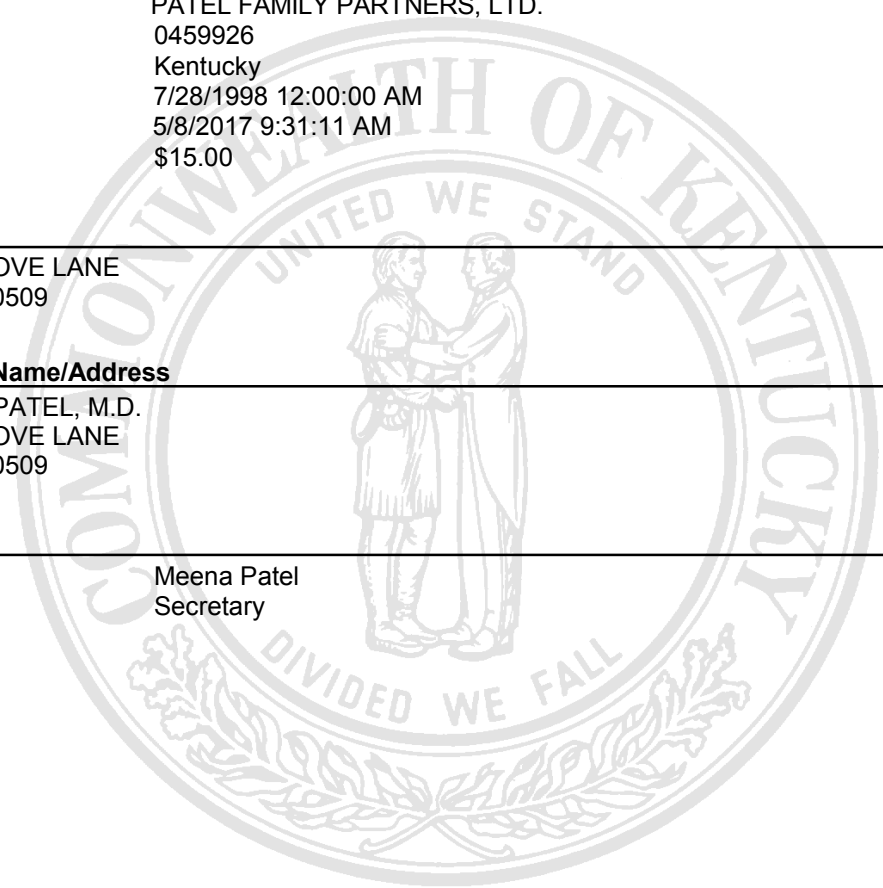 PATEL FAMILY PARTNERS, LTD.
0459926
Kentucky
7/28/1998 12:00:00 AM
5/8/2017 9:31:11 AM
$15.00
COMMONWEALTH OF KENTUCKY
UNITED WE STAND
OVE LANE
0509
Name/Address
PATEL, M.D.
OVE LANE
0509
Meena Patel
Secretary
DIVIDED WE FALL